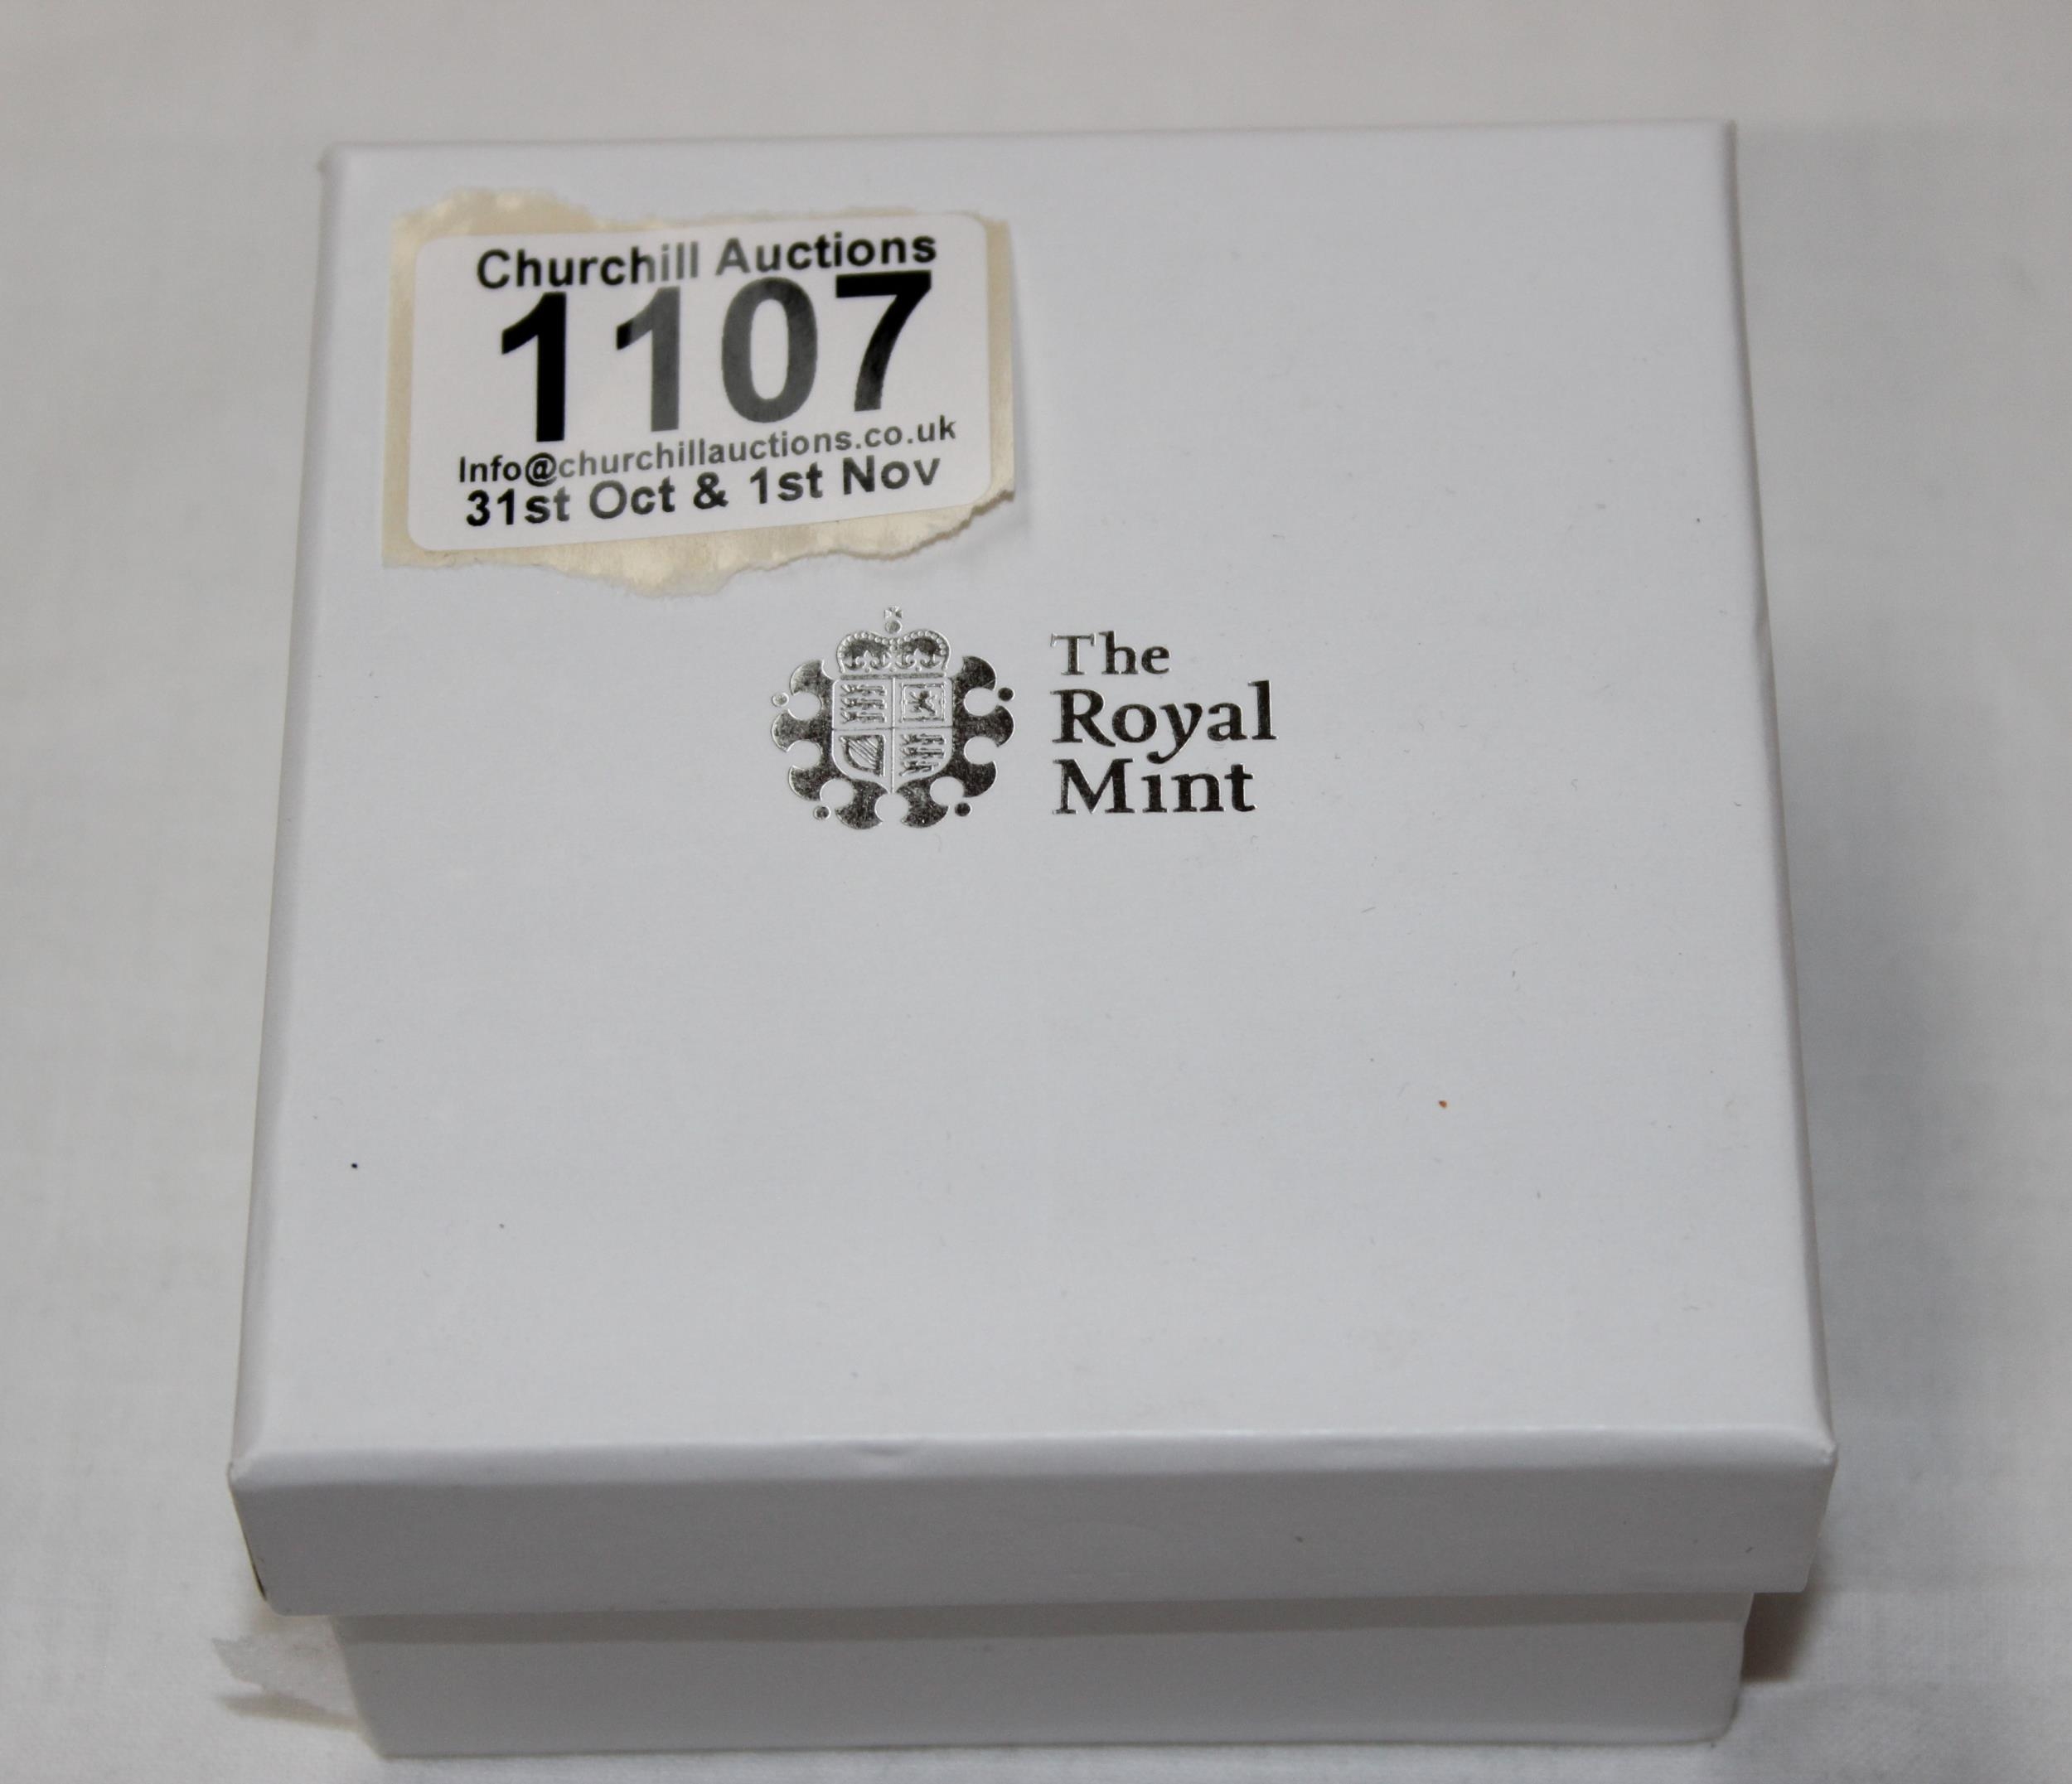 Churchill Auctions
1107
Info@churchillauctions.co.uk
31st Oct & 1st Nov
The
Royal
Mint